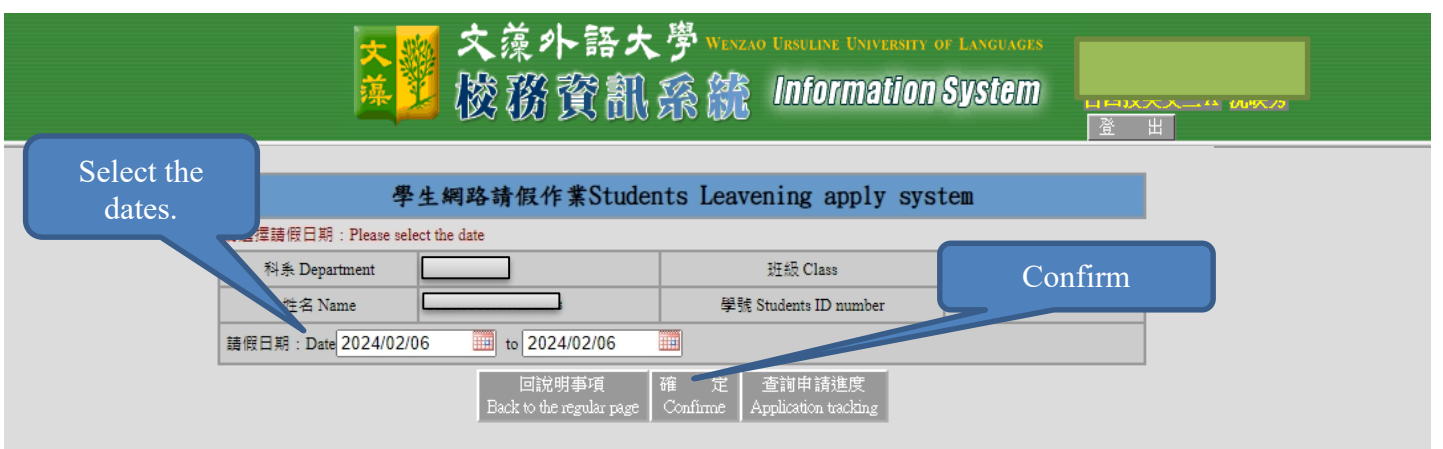 文藻
文藻外語大學 WENZAO URSULINE UNIVERSITY OF LANGUAGES
校務資訊系統 Information System
登 出
Select the
dates.
學生網路請假作業Students Leavening apply system
選擇請假日期：Please select the date
科系 Department
班級 Class
Confirm
姓名 Name
學號 Students ID number
請假日期：Date 2024/02/06 to 2024/02/06
回說明事項
Back to the regular page
確 定
Confirme
查詢申請進度
Application tracking